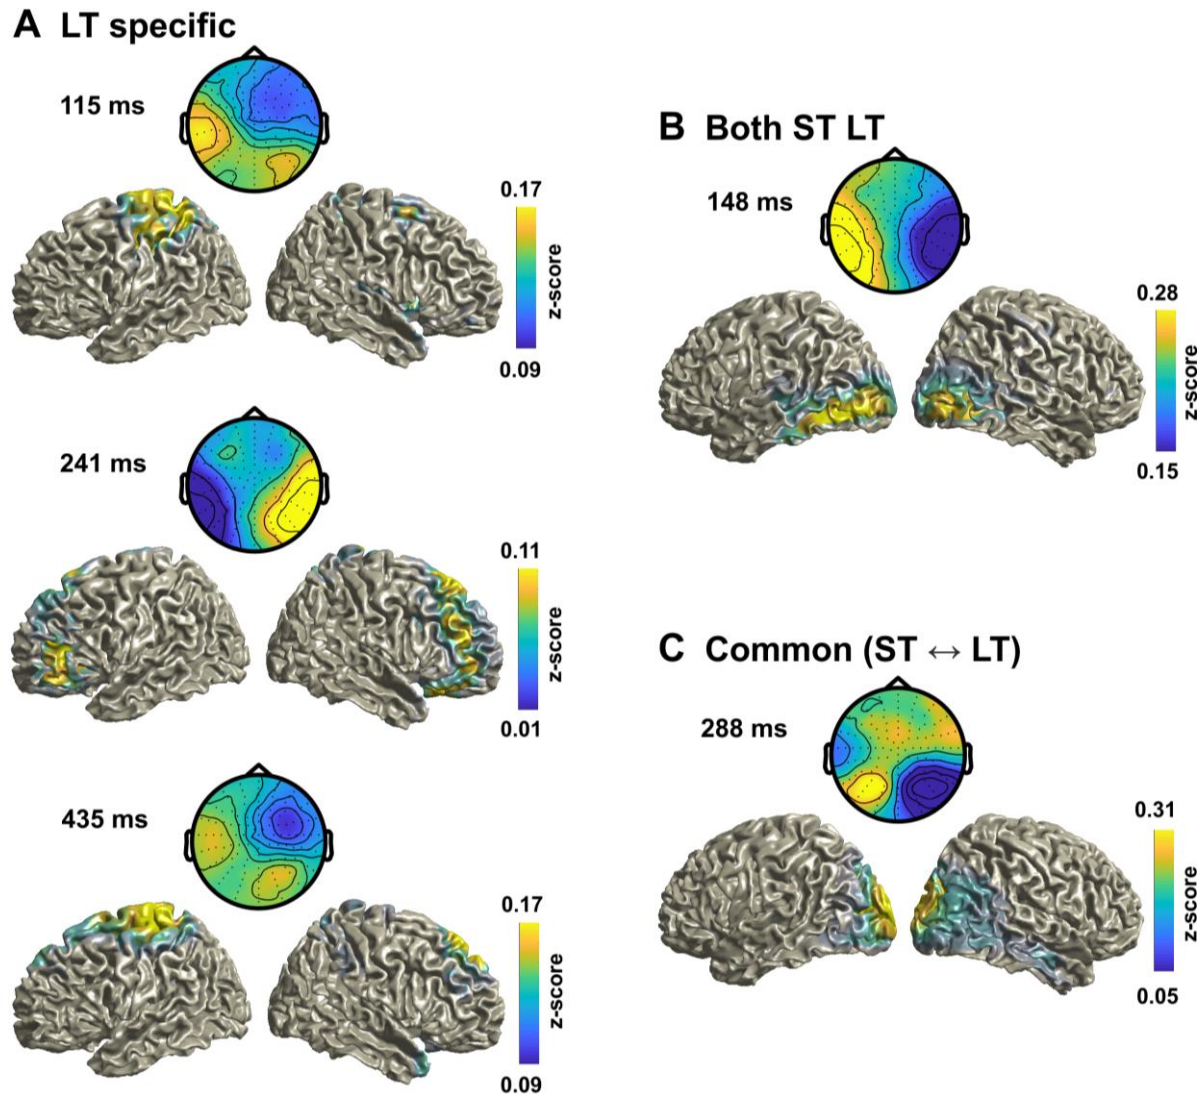 A LT specific
115 ms
0.17
z-score
0.09
241 ms
0.11
z-score
0.01
435 ms
0.17
z-score
0.09
B Both ST LT
148 ms
0.28
z-score
0.15
C Common (ST ↔ LT)
288 ms
0.31
z-score
0.05